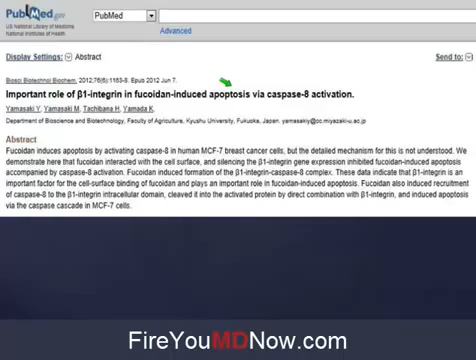 PubMed.gov
US National Library of Medicine
National Institutes of Health
PubMed
Advanced
Display Settings: Abstract
Send to:
Biosci Biotechnol Biochem. 2012;76(6):1163-8. Epub 2012 Jun 7.
Important role of β1-integrin in fucoidan-induced apoptosis via caspase-8 activation.
Yamasaki Y, Yamasaki M, Tachibana H, Yamada K.
Department of Bioscience and Biotechnology, Faculty of Agriculture, Kyushu University, Fukuoka, Japan. yamasakiy@cc.miyazaki-u.ac.jp
Abstract
Fucoidan induces apoptosis by activating caspase-8 in human MCF-7 breast cancer cells, but the detailed mechanism for this is not understood. We
demonstrate here that fucoidan interacted with the cell surface, and silencing the β1-integrin gene expression inhibited fucoidan-induced apoptosis
accompanied by caspase-8 activation. Fucoidan induced formation of the β1-integrin-caspase-8 complex. These data indicate that β1-integrin is an
important factor for the cell-surface binding of fucoidan and plays an important role in fucoidan-induced apoptosis. Fucoidan also induced recruitment
of caspase-8 to the β1-integrin intracellular domain, cleaved it into the activated protein by direct combination with β1-integrin, and induced apoptosis
via the caspase cascade in MCF-7 cells.
FireYouMDNow.com